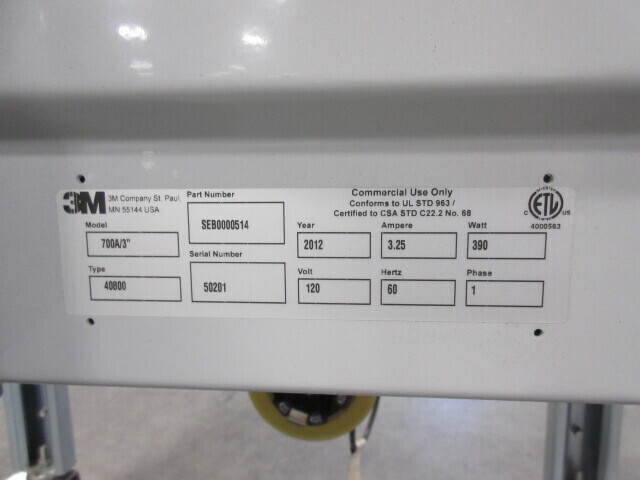 3M 3M Company St. Paul,
MN 55144 USA
Part Number
SEB0000514
Commercial Use Only
Conforms to UL STD 963 /
Certified to CSA STD C22.2 No. 68
C ETL US
4000563
Model
700A/3"
Year
2012
Ampere
3.25
Watt
390
Type
40800
Serial Number
50201
Volt
120
Hertz
60
Phase
1